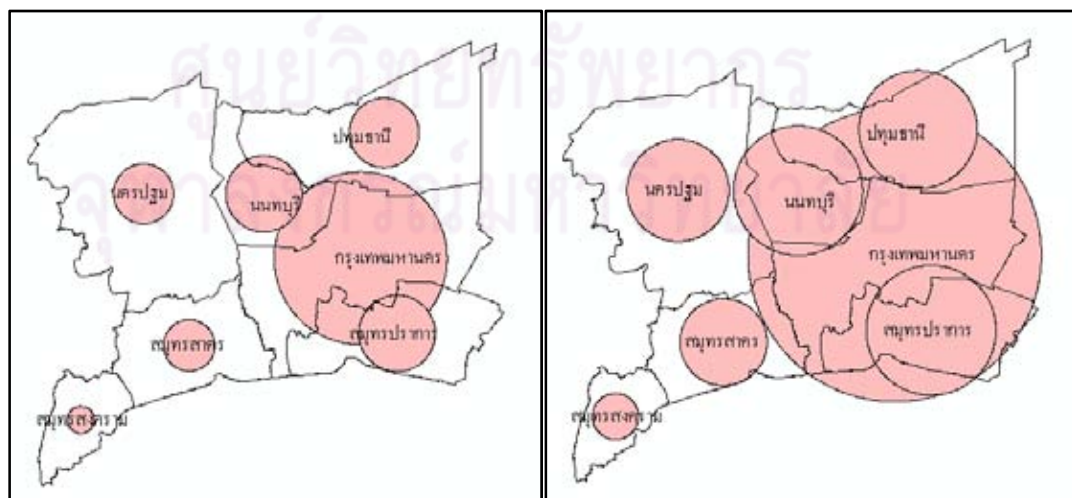 ศูนย์วิทยทรัพยากร
จุฬาลงกรณ์มหาวิทยาลัย
ปทุมธานี
นครปฐม
นนทบุรี
กรุงเทพมหานคร
สมุทรปราการ
สมุทรสาคร
สมุทรสงคราม
ปทุมธานี
นครปฐม
นนทบุรี
กรุงเทพมหานคร
สมุทรปราการ
สมุทรสาคร
สมุทรสงคราม